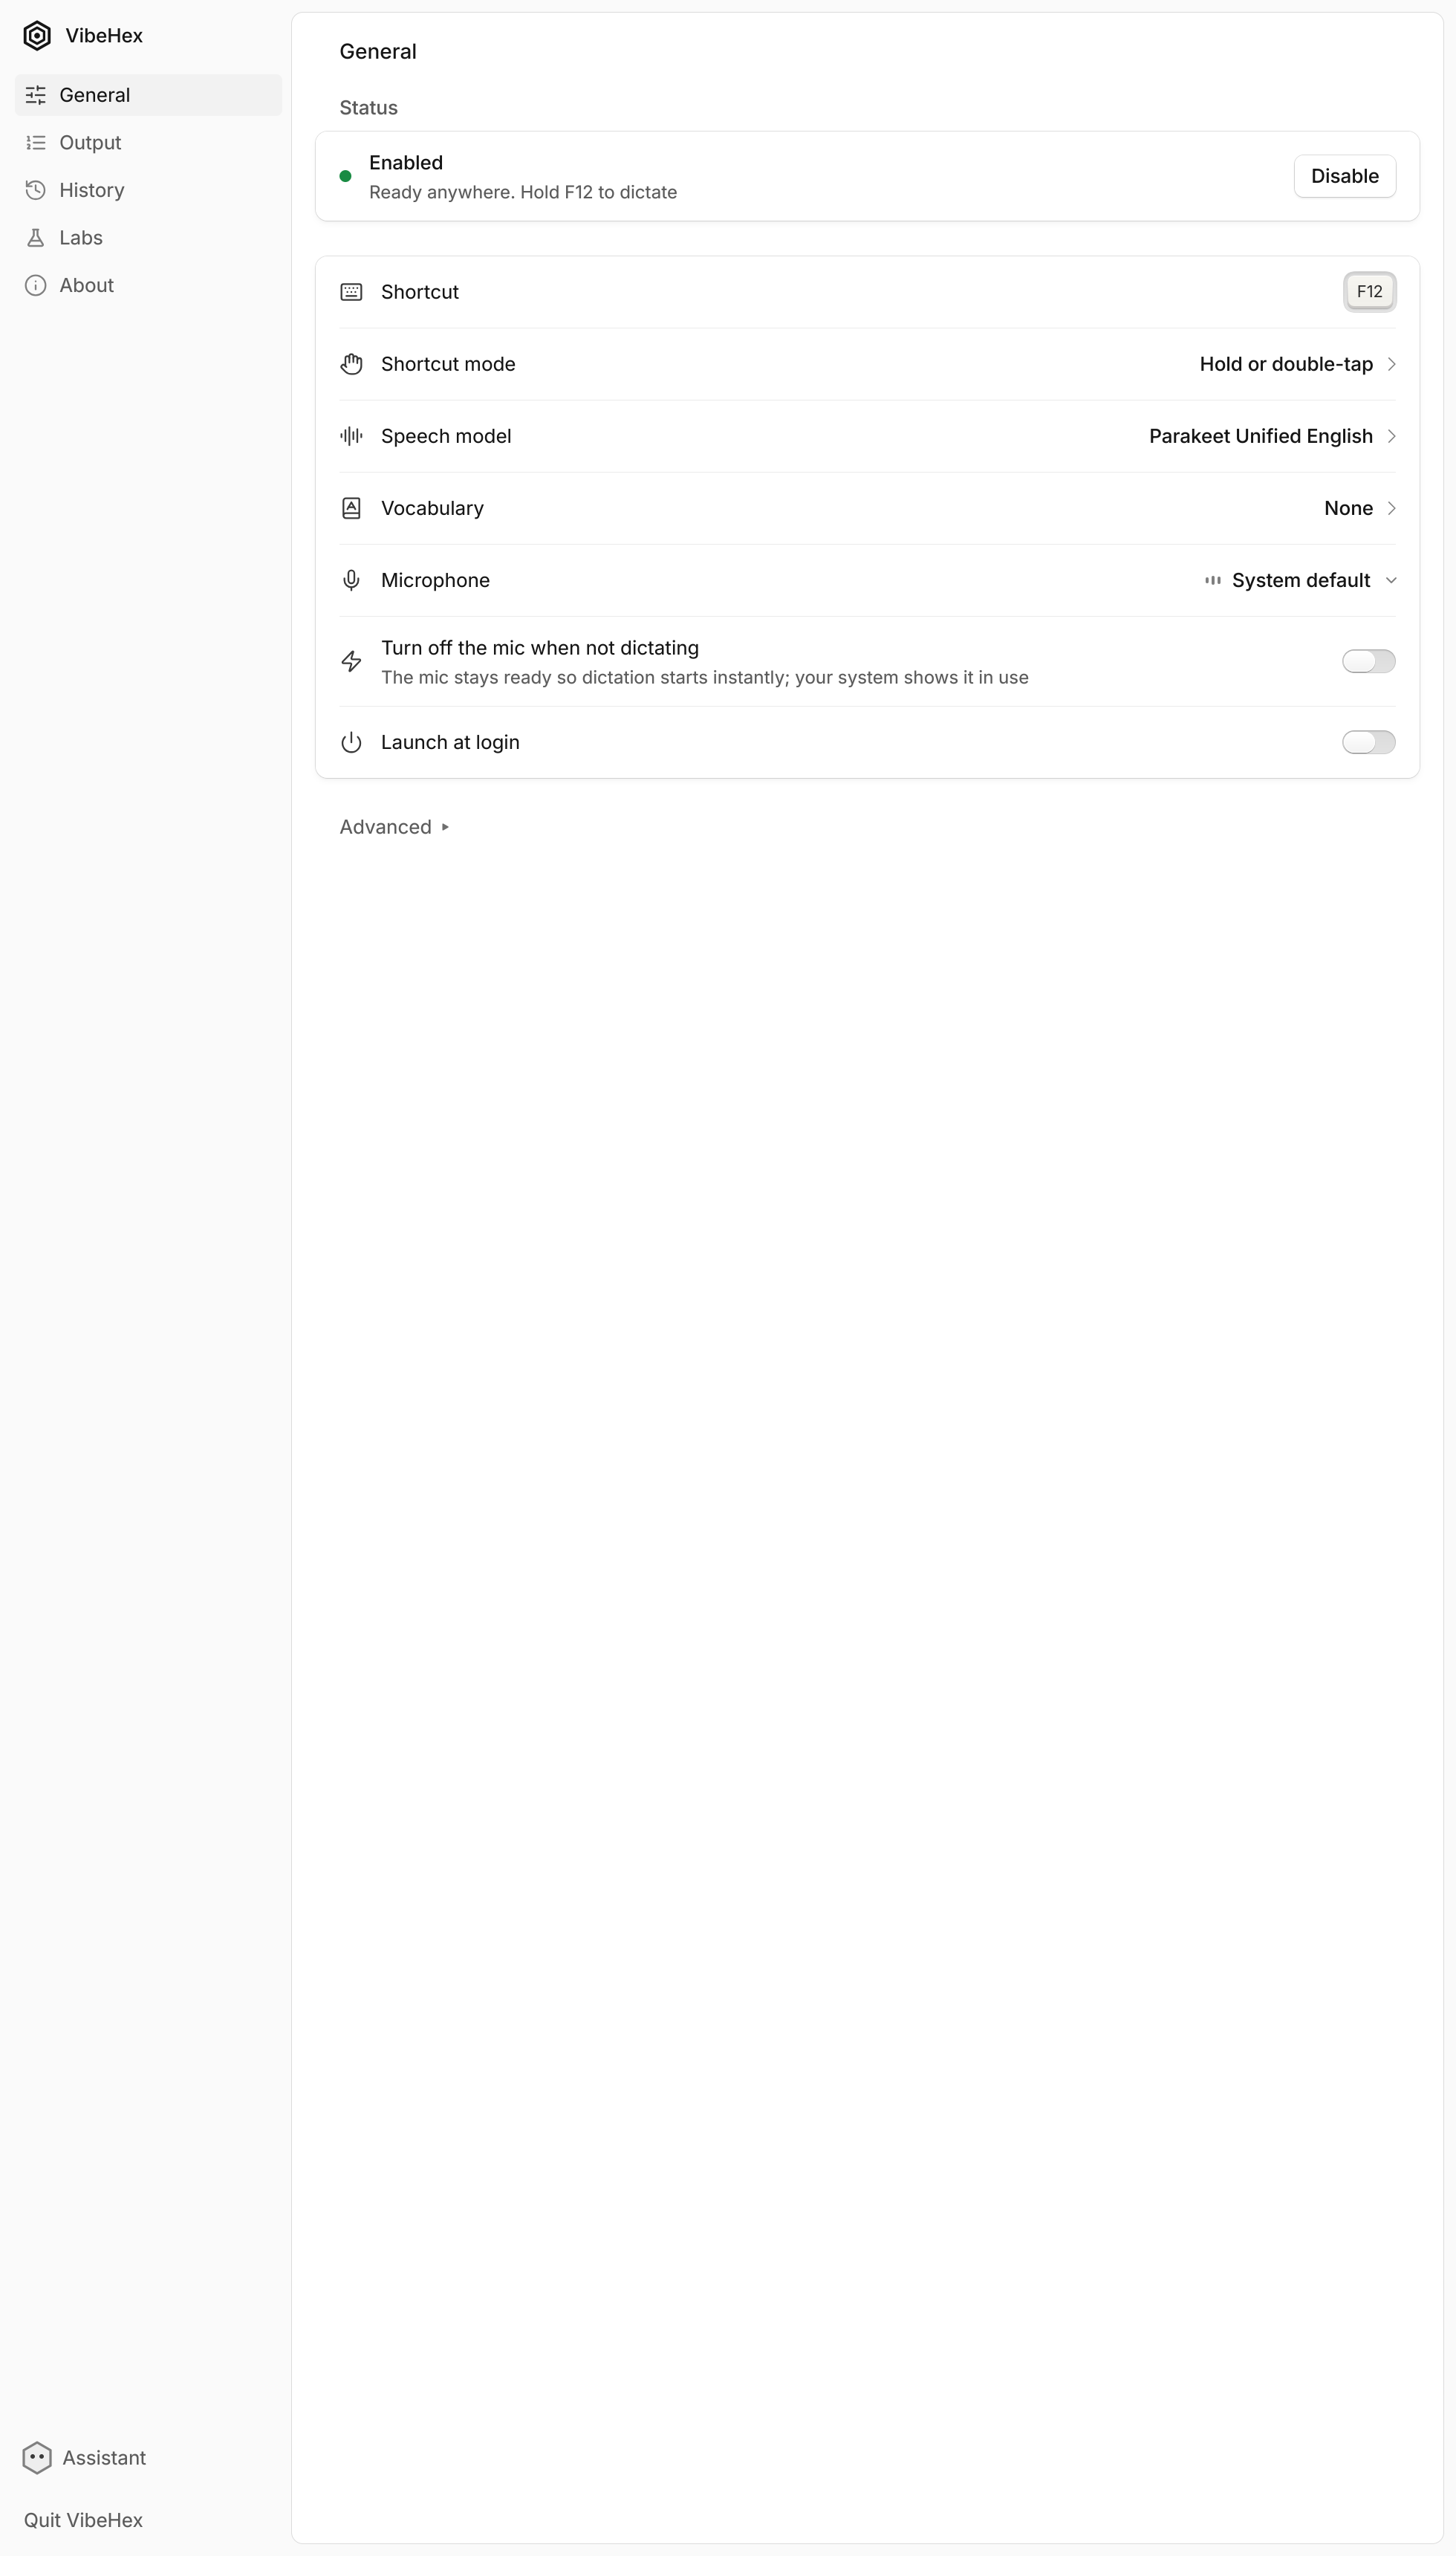 VibeHex
General
Output
History
Labs
About
Assistant
Quit VibeHex
General
Status
Enabled
Ready anywhere. Hold F12 to dictate
Disable
Shortcut
F12
Shortcut mode
Hold or double-tap
Speech model
Parakeet Unified English
Vocabulary
None
Microphone
System default
Turn off the mic when not dictating
The mic stays ready so dictation starts instantly; your system shows it in use
Launch at login
Advanced